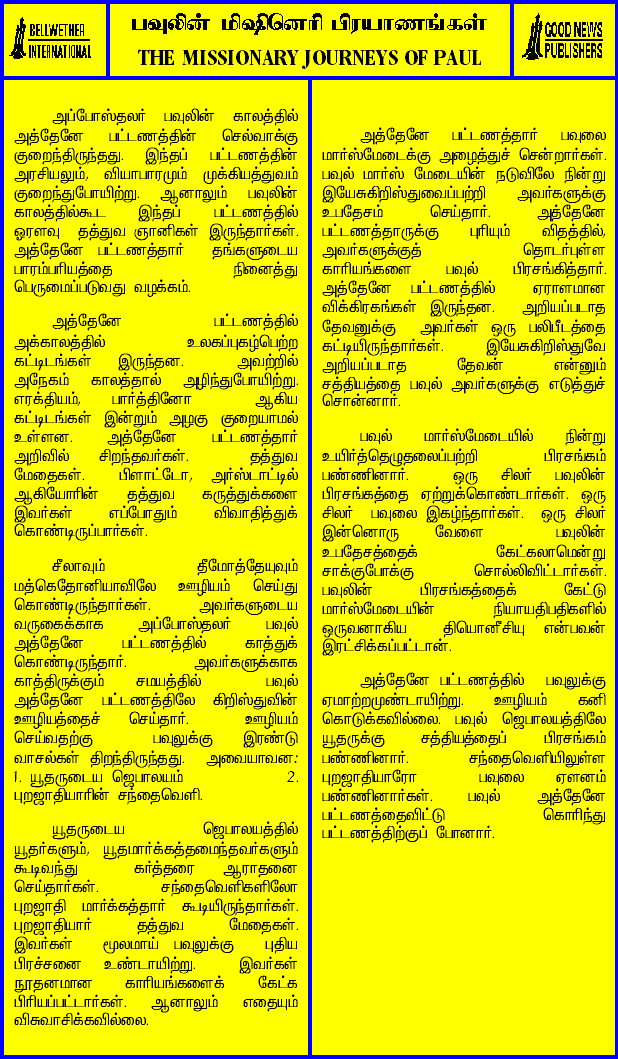 BELLWETHER
INTERNATIONAL
பவுலின் மிஷினெரி பிரயாணங்கள்
THE MISSIONARY JOURNEYS OF PAUL
GOOD NEWS
PUBLISHERS
அப்போஸ்தலர் பவுலின் காலத்தில்
அத்தேனே பட்டணத்தின் செல்வாக்கு
குறைந்திருந்தது. இந்தப் பட்டணத்தின்
அரசியலும், வியாபாரமும் முக்கியத்துவம்
குறைந்துபோயிற்று. ஆனாலும் பவுலின்
காலத்தில்கூட இந்தப் பட்டணத்தில்
ஓரளவு தத்துவ ஞானிகள் இருந்தார்கள்.
அத்தேனே பட்டணத்தார் தங்களுடைய
பாரம்பரியத்தை நினைத்து
பெருமைப்படுவது வழக்கம்.
அத்தேனே பட்டணத்தில்
அக்காலத்தில் உலகப்புகழ்பெற்ற
கட்டிடங்கள் இருந்தன. அவற்றில்
அநேகம் காலத்தால் அழிந்துபோயிற்று.
எரக்தியம், பார்த்தினோ ஆகிய
கட்டிடங்கள் இன்றும் அழகு குறையாமல்
உள்ளன. அத்தேனே பட்டணத்தார்
அறிவில் சிறந்தவர்கள். தத்துவ
மேதைகள். பிளாட்டோ, அர்ஸ்டாட்டில்
ஆகியோரின் தத்துவ கருத்துக்களை
இவர்கள் எப்போதும் விவாதித்துக்
கொண்டிருப்பார்கள்.
சீலாவும் தீமோத்தேயுவும்
மத்கெதோனியாவிலே ஊழியம் செய்து
கொண்டிருந்தார்கள். அவர்களுடைய
வருகைக்காக அப்போஸ்தலர் பவுல்
அத்தேனே பட்டணத்தில் காத்துக்
கொண்டிருந்தார். அவர்களுக்காக
காத்திருக்கும் சமயத்தில் பவுல்
அத்தேனே பட்டணத்திலே கிறிஸ்துவின்
ஊழியத்தைச் செய்தார். ஊழியம்
செய்வதற்கு பவுலுக்கு இரண்டு
வாசல்கள் திறந்திருந்தது. அவையாவன:
1. யூதருடைய ஜெபாலயம் 2.
புறஜாதியாரின் சந்தைவெளி.
யூதருடைய ஜெபாலயத்தில்
யூதர்களும், யூதமார்க்கத்தமைந்தவர்களும்
கூடிவந்து கர்த்தரை ஆராதனை
செய்தார்கள். சந்தைவெளிகளிலோ
புறஜாதி மார்க்கத்தார் கூடியிருந்தார்கள்.
புறஜாதியார் தத்துவ மேதைகள்.
இவர்கள் மூலமாய் பவுலுக்கு புதிய
பிரச்சனை உண்டாயிற்று. இவர்கள்
நூதனமான காரியங்களைக் கேட்க
பிரியப்பட்டார்கள். ஆனாலும் எதையும்
விசுவாசிக்கவில்லை.
அத்தேனே பட்டணத்தார் பவுலை
மார்ஸ்மேடைக்கு அழைத்துச் சென்றார்கள்.
பவுல் மார்ஸ் மேடையின் நடுவிலே நின்று
இயேசுகிறிஸ்துவைப்பற்றி அவர்களுக்கு
உபதேசம் செய்தார். அத்தேனே
பட்டணத்தாருக்கு புரியும் விதத்தில்,
அவர்களுக்குத் தொடர்புள்ள
காரியங்களை பவுல் பிரசங்கித்தார்.
அத்தேனே பட்டணத்தில் ஏராளமான
விக்கிரகங்கள் இருந்தன. அறியப்படாத
தேவனுக்கு அவர்கள் ஒரு பலிபீடத்தை
கட்டியிருந்தார்கள். இயேசுகிறிஸ்துவே
அறியப்படாத தேவன் என்னும்
சத்தியத்தை பவுல் அவர்களுக்கு எடுத்துச்
சொன்னார்.
பவுல் மார்ஸ்மேடையில் நின்று
உயிர்த்தெழுதலைப்பற்றி பிரசங்கம்
பண்ணினார். ஒரு சிலர் பவுலின்
பிரசங்கத்தை ஏற்றுக்கொண்டார்கள். ஒரு
சிலர் பவுலை இகழ்ந்தார்கள். ஒரு சிலர்
இன்னொரு வேளை பவுலின்
உபதேசத்தைக் கேட்கலாமென்று
சாக்குபோக்கு சொல்லிவிட்டார்கள்.
பவுலின் பிரசங்கத்தைக் கேட்டு
மார்ஸ்மேடையின் நியாயதிபதிகளில்
ஒருவனாகிய தியொனீசியு என்பவன்
இரட்சிக்கப்பட்டான்.
அத்தேனே பட்டணத்தில் பவுலுக்கு
ஏமாற்றமுண்டாயிற்று. ஊழியம் கனி
கொடுக்கவில்லை. பவுல் ஜெபாலயத்திலே
யூதருக்கு சத்தியத்தைப் பிரசங்கம்
பண்ணினார். சந்தைவெளியிலுள்ள
புறஜாதியாரோ பவுலை ஏளனம்
பண்ணினார்கள். பவுல் அத்தேனே
பட்டணத்தைவிட்டு கொரிந்து
பட்டணத்திற்குப் போனார்.